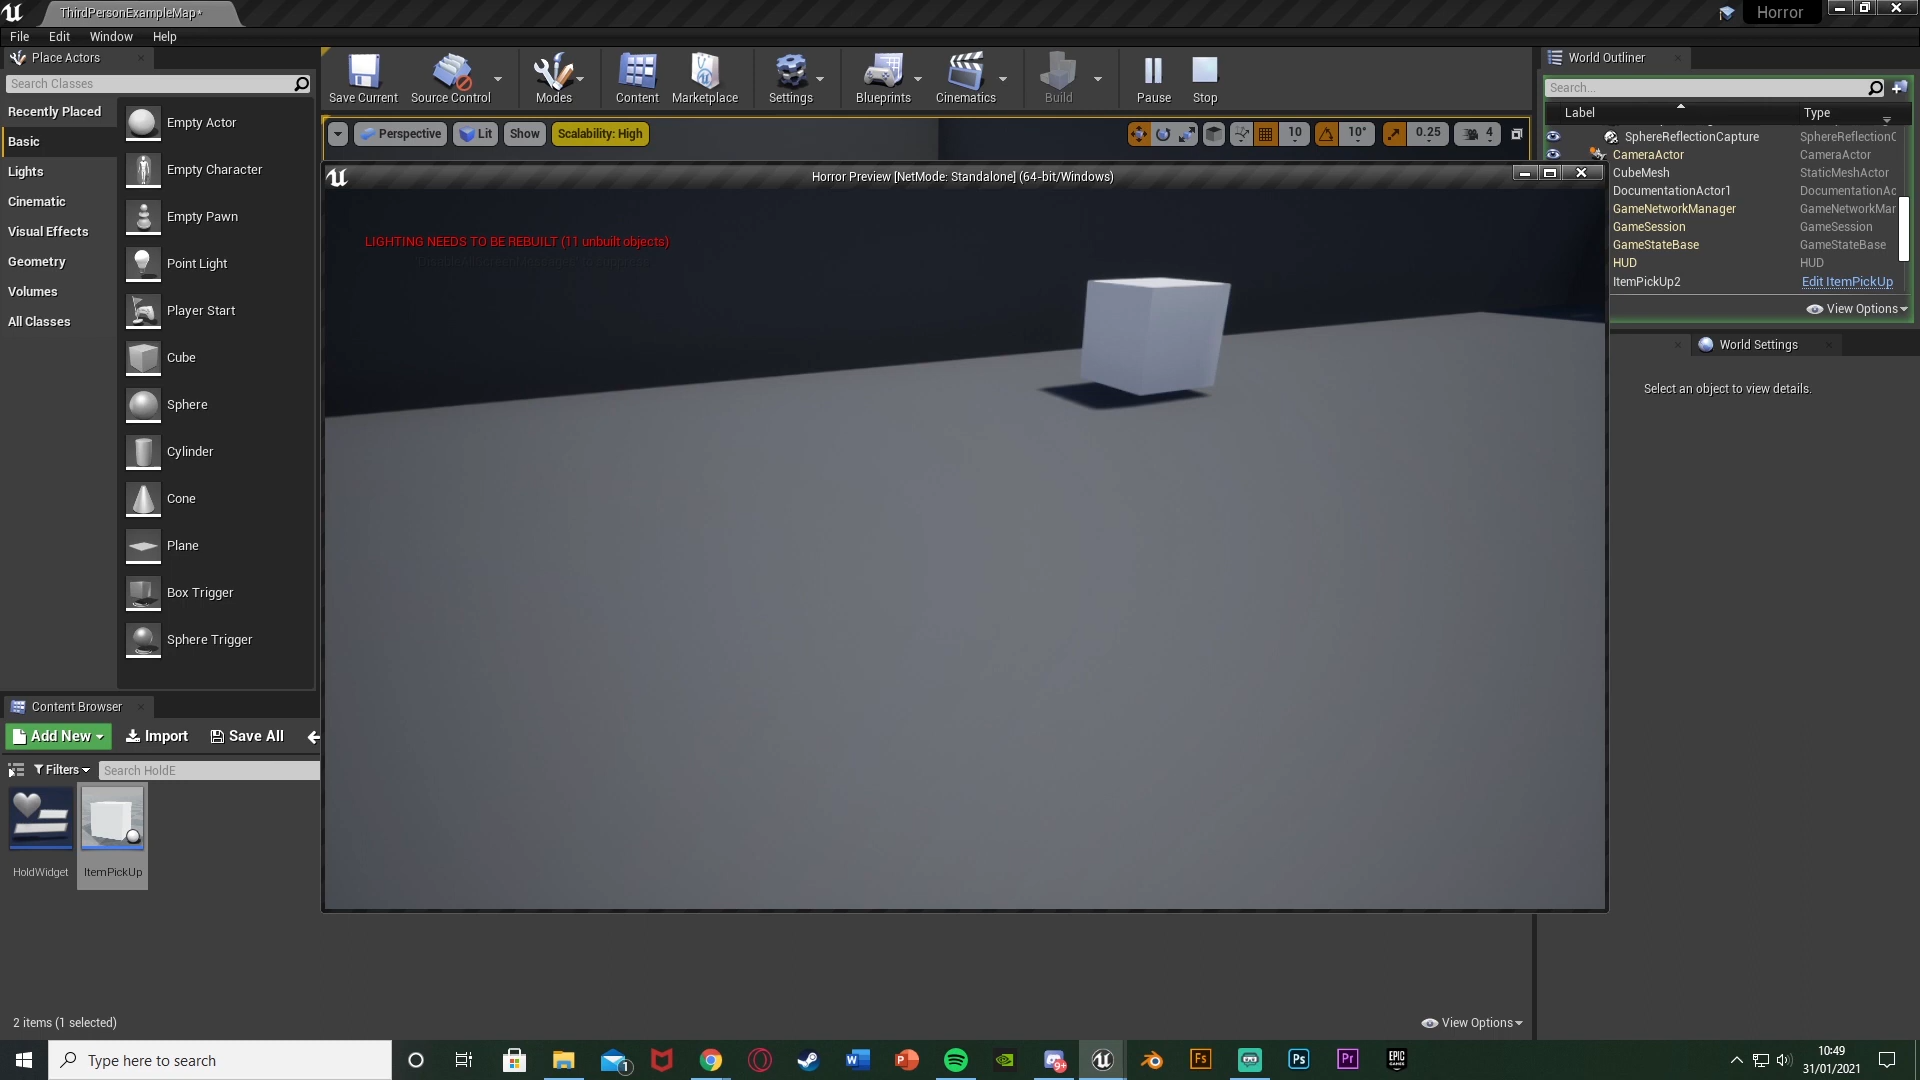 ThirdPersonExampleMap*
Horror
File Edit Window Help
Place Actors
Search Classes
Recently Placed
Basic
Lights
Cinematic
Visual Effects
Geometry
Volumes
All Classes
Empty Actor
Empty Character
Empty Pawn
Point Light
Player Start
Cube
Sphere
Cylinder
Cone
Plane
Box Trigger
Sphere Trigger
Save Current
Source Control
Modes
Content
Marketplace
Settings
Blueprints
Cinematics
Build
Pause
Stop
Perspective
Lit
Show
Scalability: High
10
10°
0.25
4
Horror Preview [NetMode: Standalone] (64-bit/Windows)
LIGHTING NEEDS TO BE REBUILT (11 unbuilt objects)
World Outliner
Search...
Label Type
SphereReflectionCapture SphereReflectionC
CameraActor CameraActor
CubeMesh StaticMeshActor
DocumentationActor1 DocumentationAc
GameNetworkManager GameNetworkMar
GameSession GameSession
GameStateBase GameStateBase
HUD HUD
ItemPickUp2 Edit ItemPickUp
View Options
World Settings
Select an object to view details.
Content Browser
Add New
Import
Save All
Filters
Search HoldE
HoldWidget
ItemPickUp
2 items (1 selected)
View Options
Type here to search
1
W
P
9+
Fs
Ps
Pr
EPIC
GAMES
10:49
31/01/2021